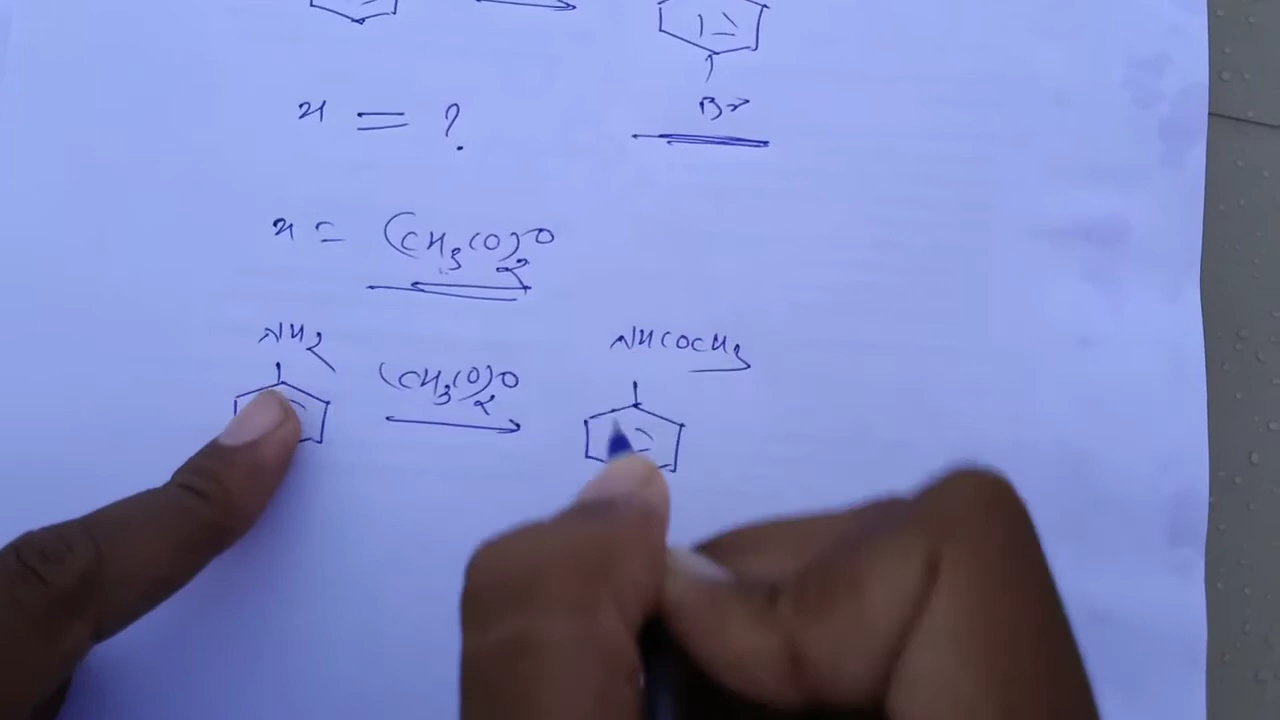 Br
x = ?
x = (CH3CO)2O
NH2
(CH3CO)2O
NHCOCH3